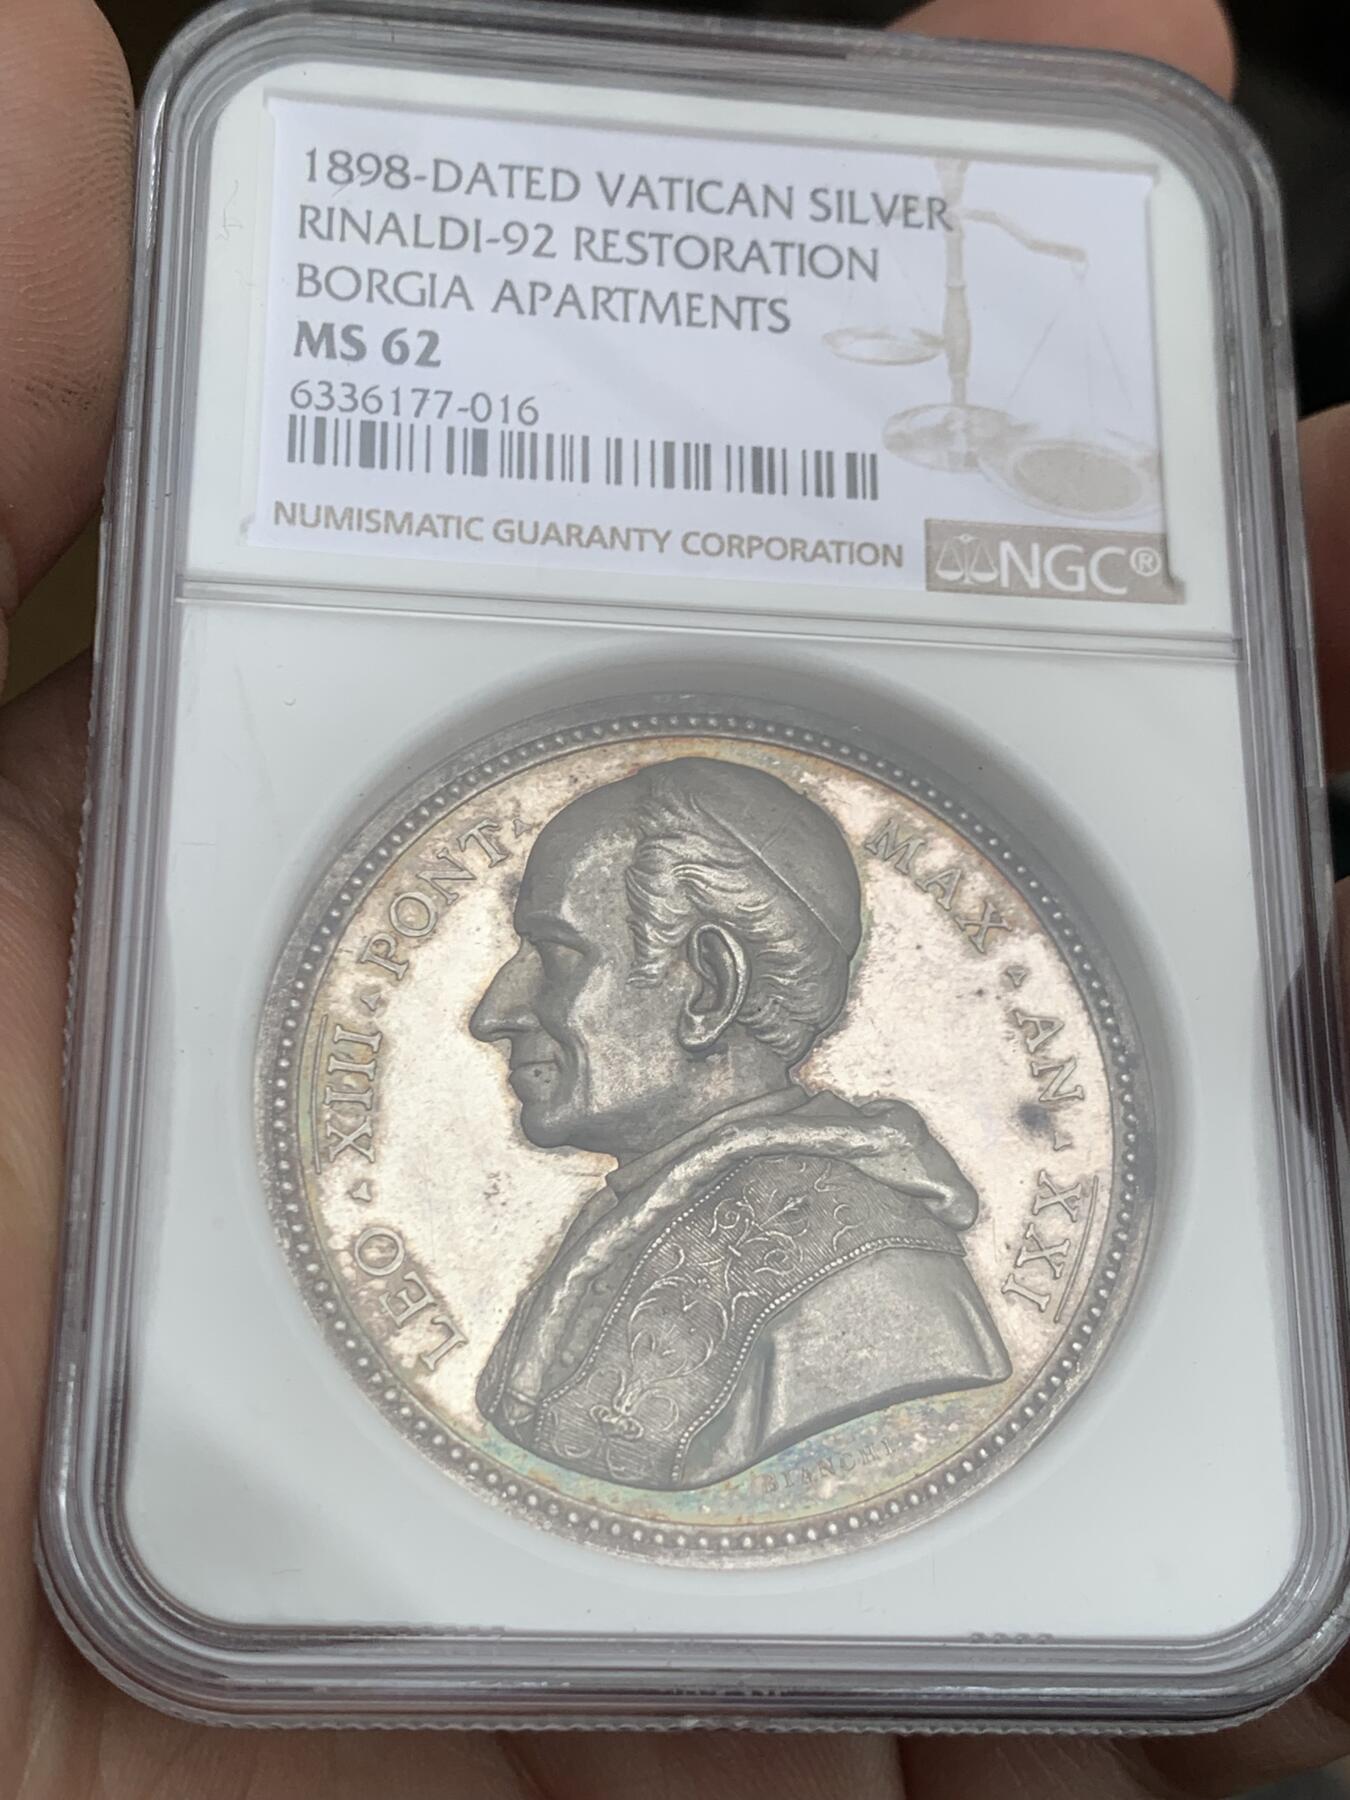 1898-DATED VATICAN SILVER
RINALDI-92 RESTORATION
BORGIA APARTMENTS
MS 62
6336177-016
NUMISMATIC GUARANTY CORPORATION
NGC®
LEO XIII PONT MAX AN XXI
BIANCHI